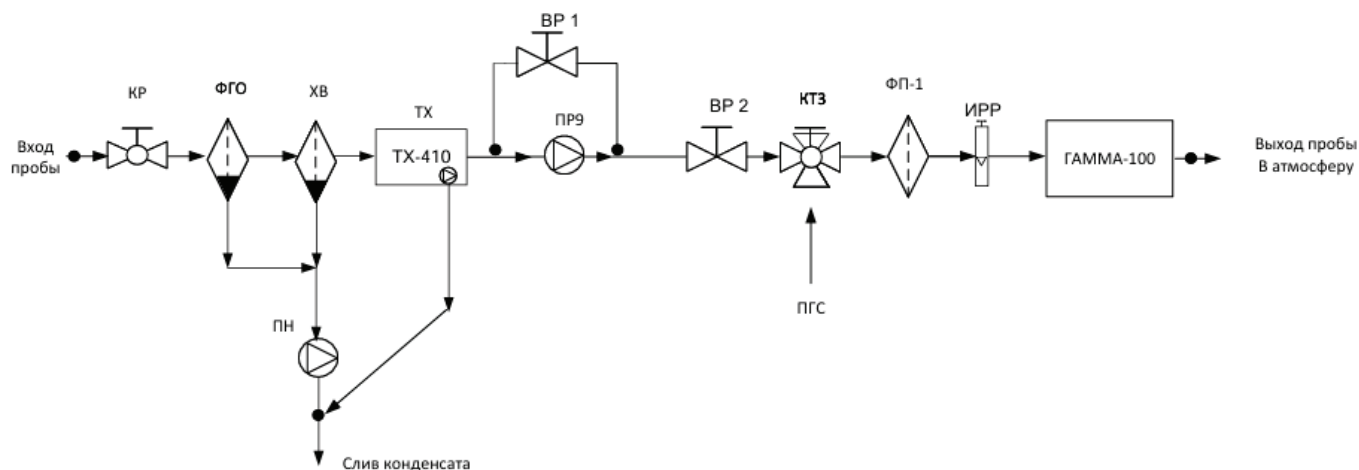 ВР 1
КР
ФГО
ХВ
ТХ
ПР9
ВР 2
КТЗ
ФП-1
ИРР
Вход
пробы
ТХ-410
ГАММА-100
Выход пробы
В атмосферу
ПГС
ПН
Слив конденсата